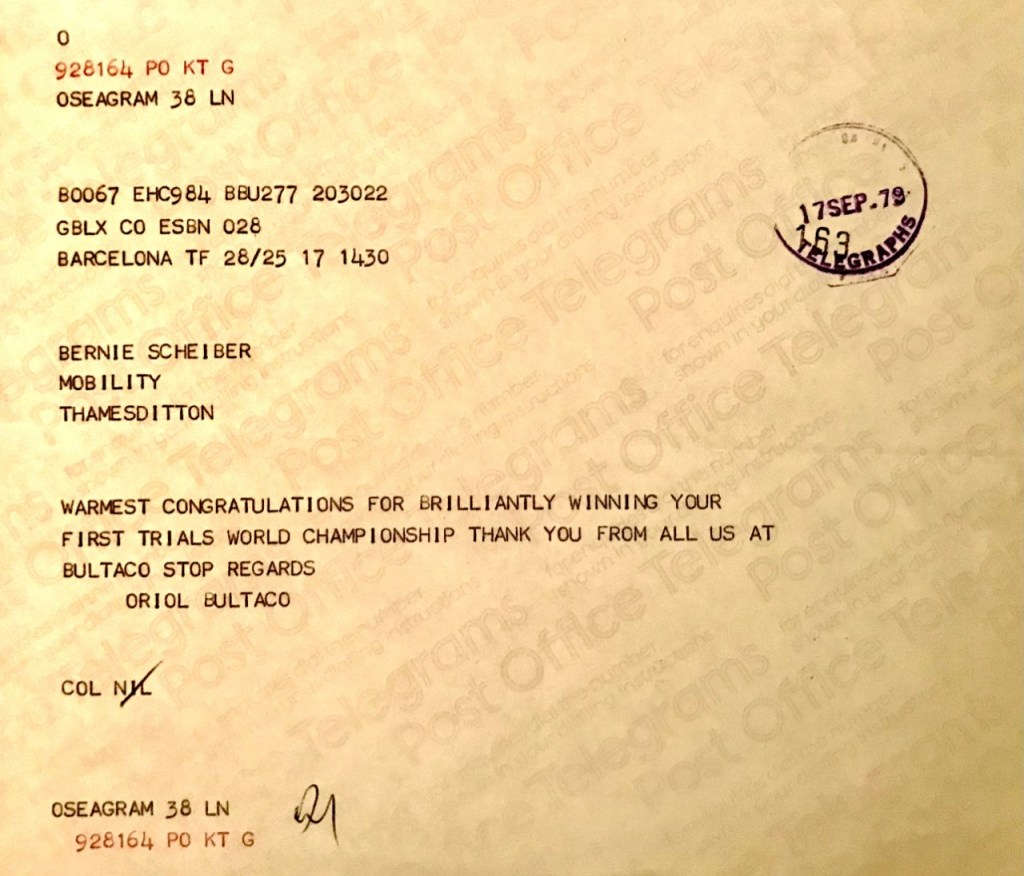 O
928164 PO KT G
OSEAGRAM 38 LN
B0067 EHC984 BBU277 203022
GBLX CO ESBN 028
BARCELONA TF 28/25 17 1430
17SEP.79
163
TELEGRAPHS
BERNIE SCHEIBER
MOBILITY
THAMESDITTON
WARMEST CONGRATULATIONS FOR BRILLIANTLY WINNING YOUR
FIRST TRIALS WORLD CHAMPIONSHIP THANK YOU FROM ALL US AT
BULTACO STOP REGARDS
ORIOL BULTACO
COL NIL
OSEAGRAM 38 LN
928164 PO KT G
Post Office Telegrams